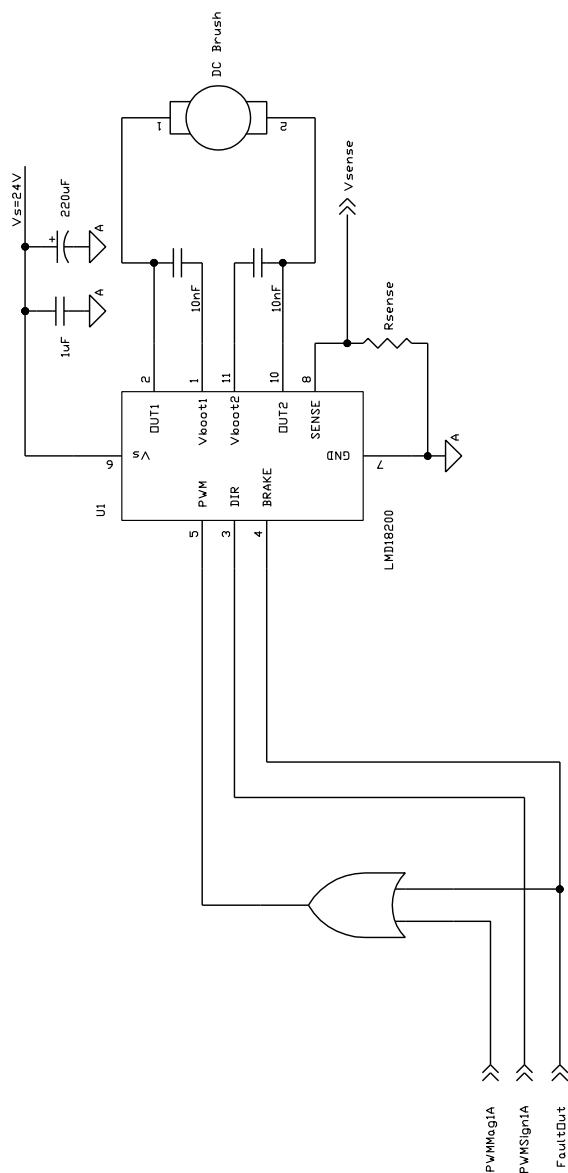 DC Brush
1
2
Vs=24V
220uF
+
A
1uF
A
10nF
10nF
Vsense
Rsense
2
1
11
10
8
6
OUT1
Vboot1
Vboot2
OUT2
SENSE
Vs
GND
7
A
U1
PWM
DIR
BRAKE
5
3
4
LMD18200
PWMMag1A
PWMSign1A
FaultOut